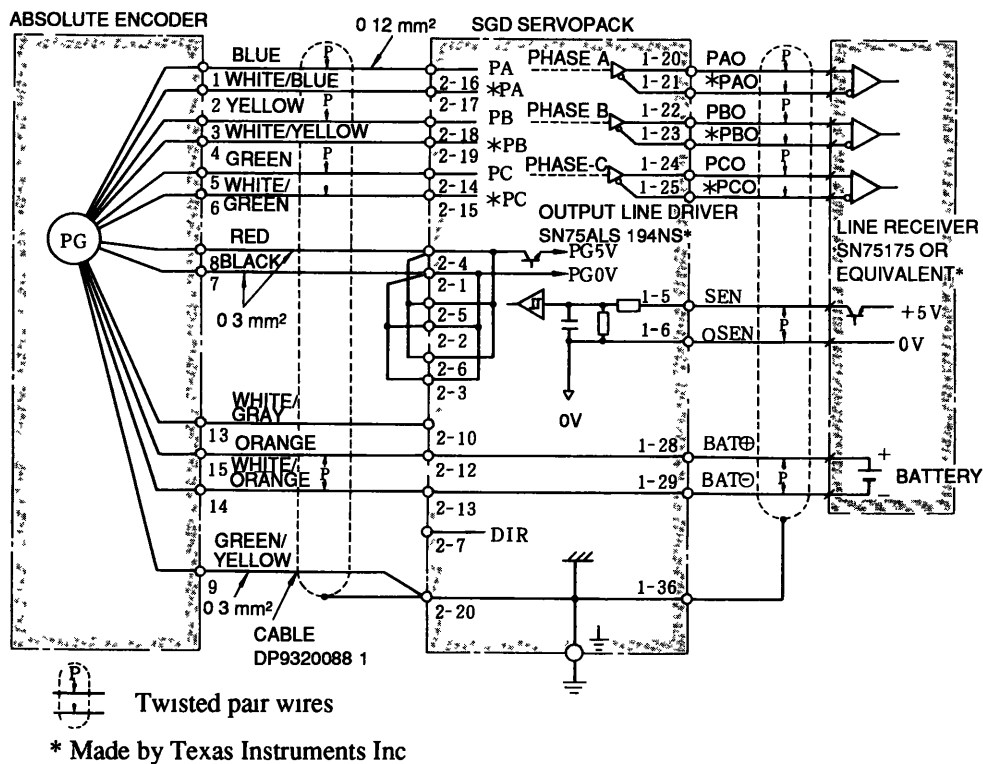 ABSOLUTE ENCODER
0 12 mm²
SGD SERVOPACK
BLUE
P
PA
PHASE A
1-20
PAO
P
1
WHITE/BLUE
2-16
*PA
1-21
*PAO
2
YELLOW
P
2-17
PB
PHASE B
1-22
PBO
P
3
WHITE/YELLOW
2-18
*PB
1-23
*PBO
4
GREEN
P
2-19
PC
PHASE-C
1-24
PCO
P
5
WHITE/
GREEN
2-14
*PC
1-25
*PCO
6
2-15
OUTPUT LINE DRIVER
SN75ALS 194NS*
LINE RECEIVER
SN75175 OR
EQUIVALENT*
PG
RED
PG5V
8
BLACK
2-4
PG0V
7
2-1
0 3 mm²
2-5
1-5
SEN
+5V
P
2-2
1-6
OSEN
0V
2-6
2-3
0V
WHITE/
GRAY
13
2-10
ORANGE
1-28
BAT⊕
+
15
WHITE/
ORANGE
P
2-12
1-29
BAT⊖
P
BATTERY
−
14
2-13
2-7
DIR
GREEN/
YELLOW
9
1-36
0 3 mm²
2-20
CABLE
DP9320088 1
P
Twisted pair wires
* Made by Texas Instruments Inc